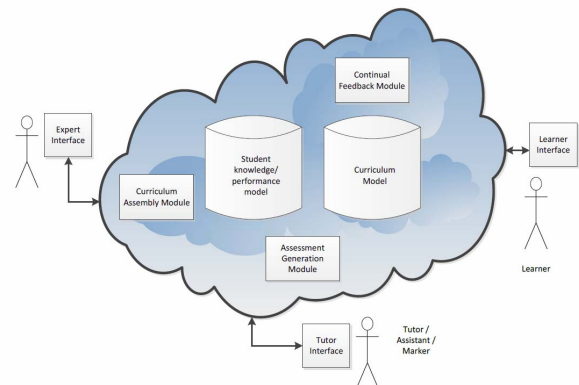 Continual
Feedback Module
Expert
Interface
Student
knowledge/
performance
model
Curriculum
Model
Learner
Interface
Curriculum
Assembly Module
Assessment
Generation
Module
Learner
Tutor
Interface
Tutor /
Assistant /
Marker